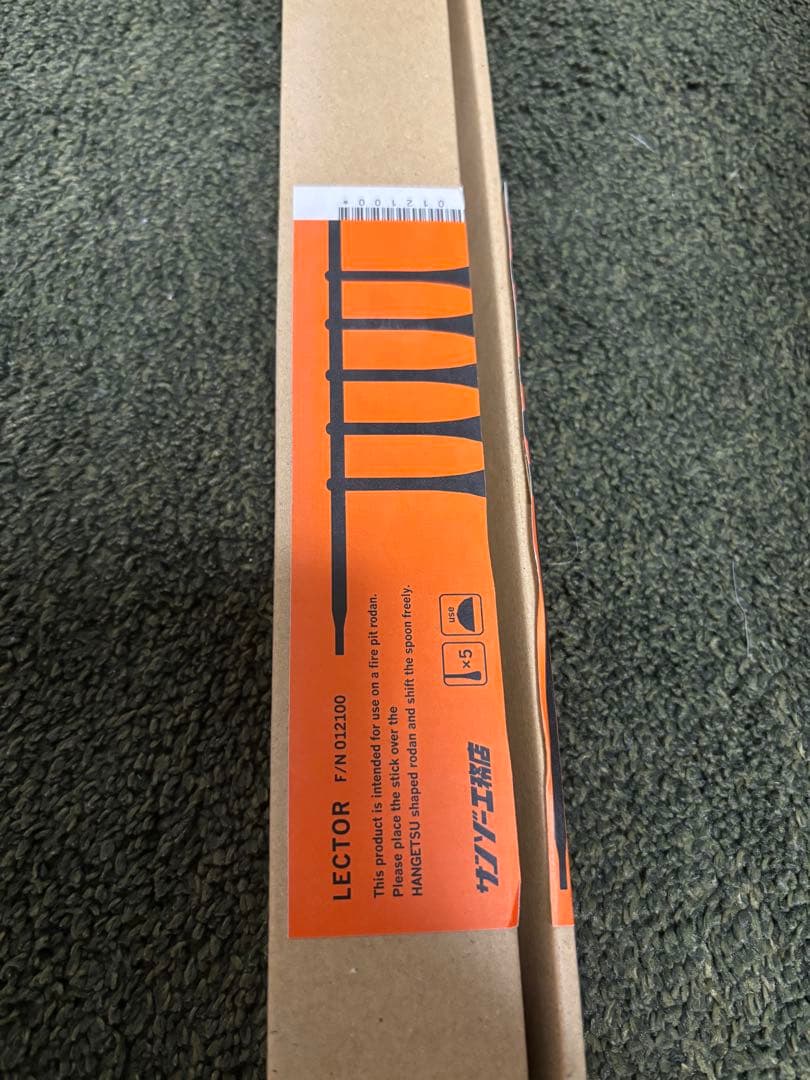 LECTOR F/N 012100
This product is intended for use on a fire pit rodan.
Please place the stick over the
HANGETSU shaped rodan and shift the spoon freely.
×5
use
サンゾー工務店
012100*